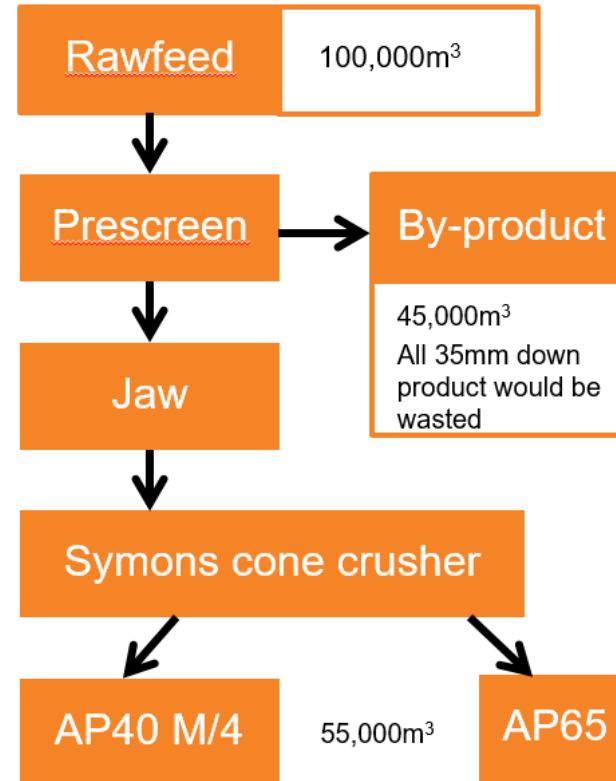 Rawfeed
100,000m³
Prescreen
By-product
45,000m³
All 35mm down
product would be
wasted
Jaw
Symons cone crusher
AP40 M/4
55,000m³
AP65